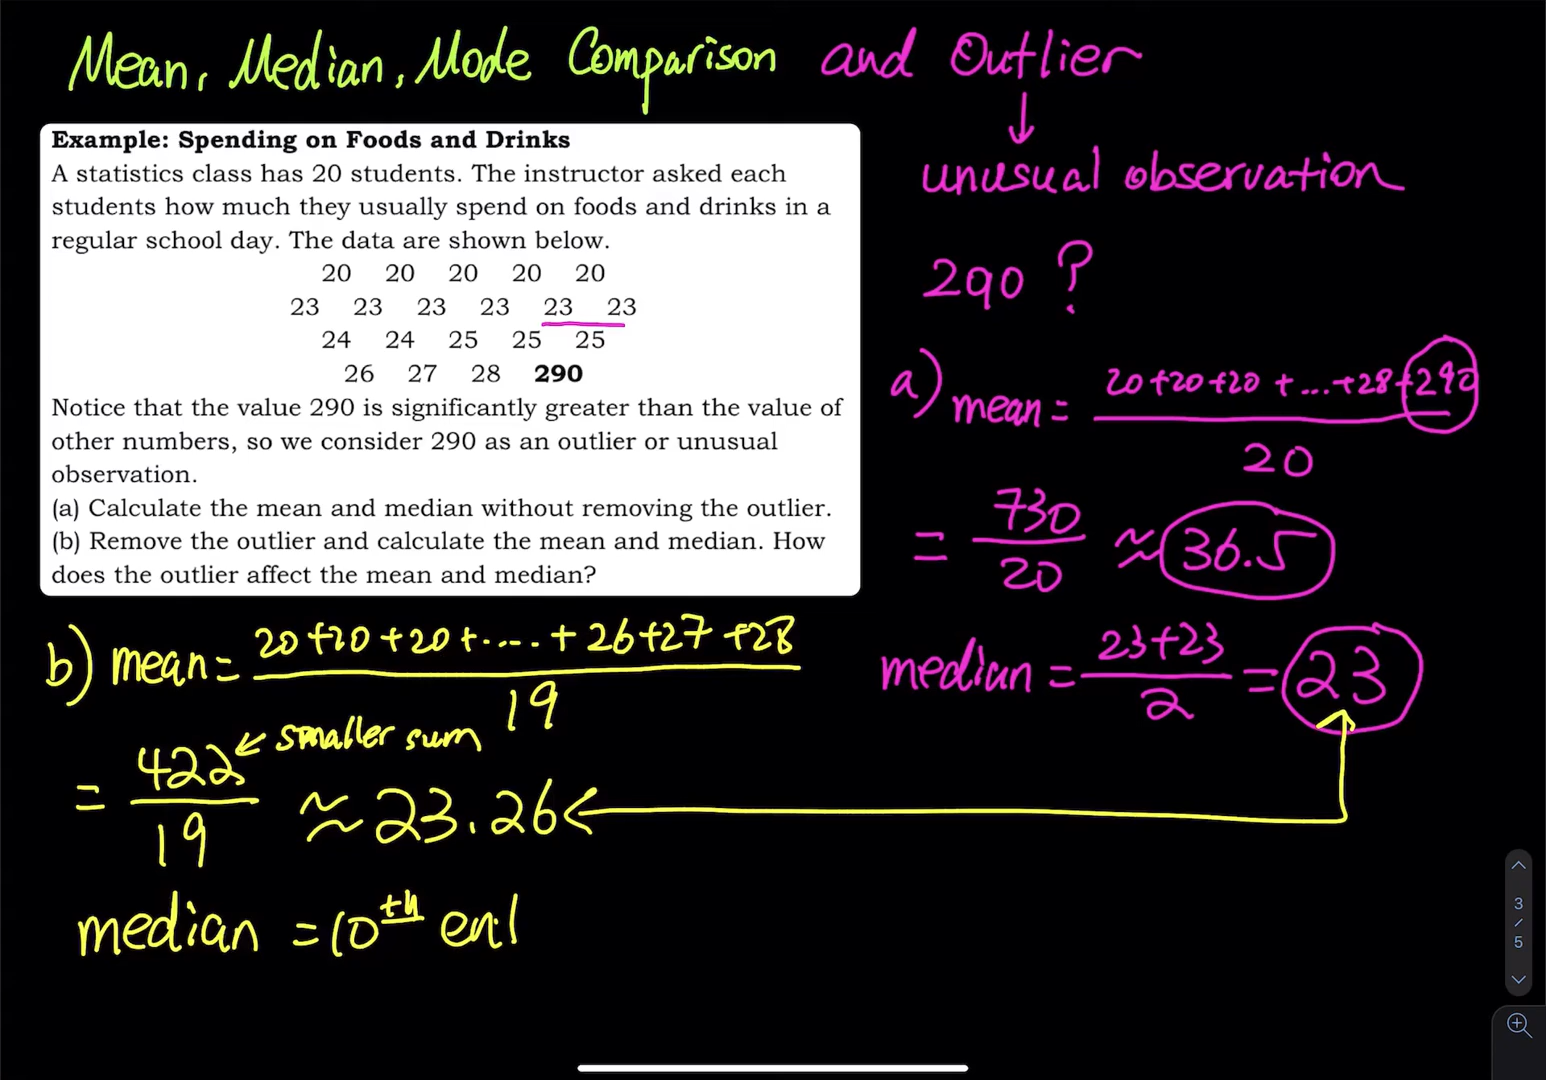 Mean, Median, Mode Comparison and Outlier
↓
unusual observation
Example: Spending on Foods and Drinks
A statistics class has 20 students. The instructor asked each
students how much they usually spend on foods and drinks in a
regular school day. The data are shown below.
20 20 20 20 20
23 23 23 23 23 23
24 24 25 25 25
26 27 28 290
Notice that the value 290 is significantly greater than the value of
other numbers, so we consider 290 as an outlier or unusual
observation.
(a) Calculate the mean and median without removing the outlier.
(b) Remove the outlier and calculate the mean and median. How
does the outlier affect the mean and median?
290 ?
a) mean = 20+20+20+...+28+290
20
= 730
20
≈ 36.5
median = 23+23
2
= 23
b) mean = 20+20+20+.....+26+27+28
19
= 422 ← smaller sum
19
≈ 23.26 ←
median = 10th
3
/
5